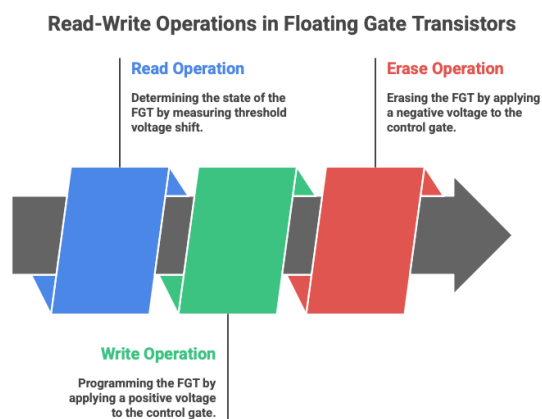 Read-Write Operations in Floating Gate Transistors
Read Operation
Determining the state of the
FGT by measuring threshold
voltage shift.
Erase Operation
Erasing the FGT by applying
a negative voltage to the
control gate.
Write Operation
Programming the FGT by
applying a positive voltage
to the control gate.